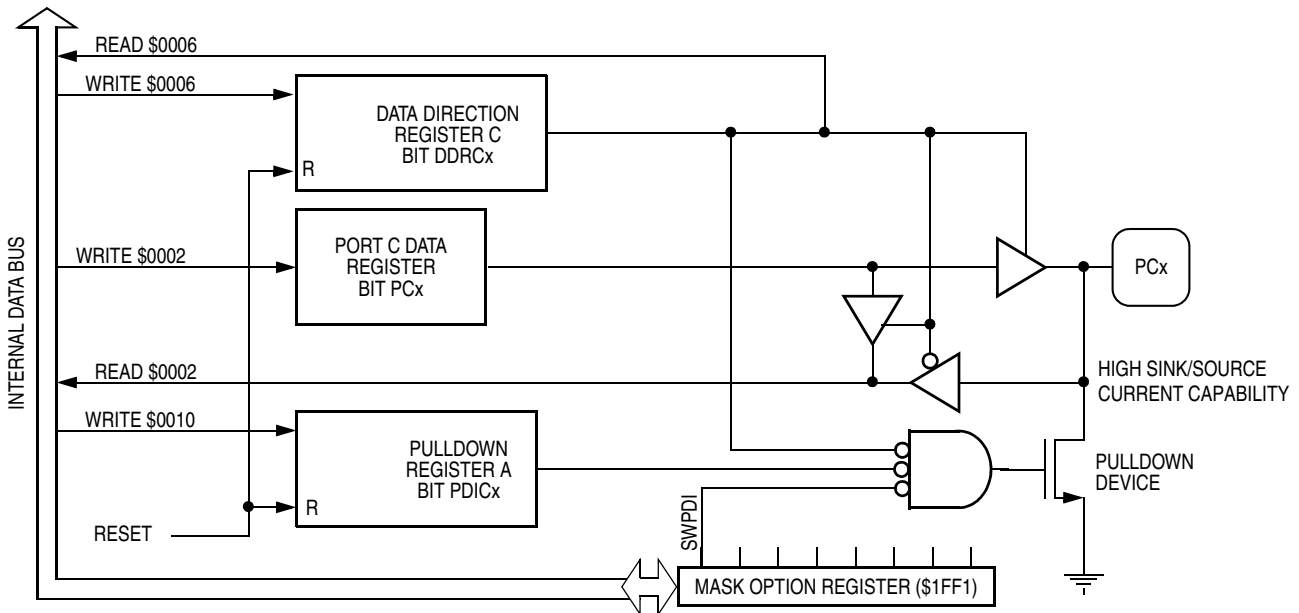 READ $0006
WRITE $0006
DATA DIRECTION
REGISTER C
BIT DDRCx
R
INTERNAL DATA BUS
WRITE $0002
PORT C DATA
REGISTER
BIT PCx
PCx
READ $0002
HIGH SINK/SOURCE
CURRENT CAPABILITY
WRITE $0010
PULLDOWN
REGISTER A
BIT PDICx
R
PULLDOWN
DEVICE
RESET
SWPDI
MASK OPTION REGISTER ($1FF1)